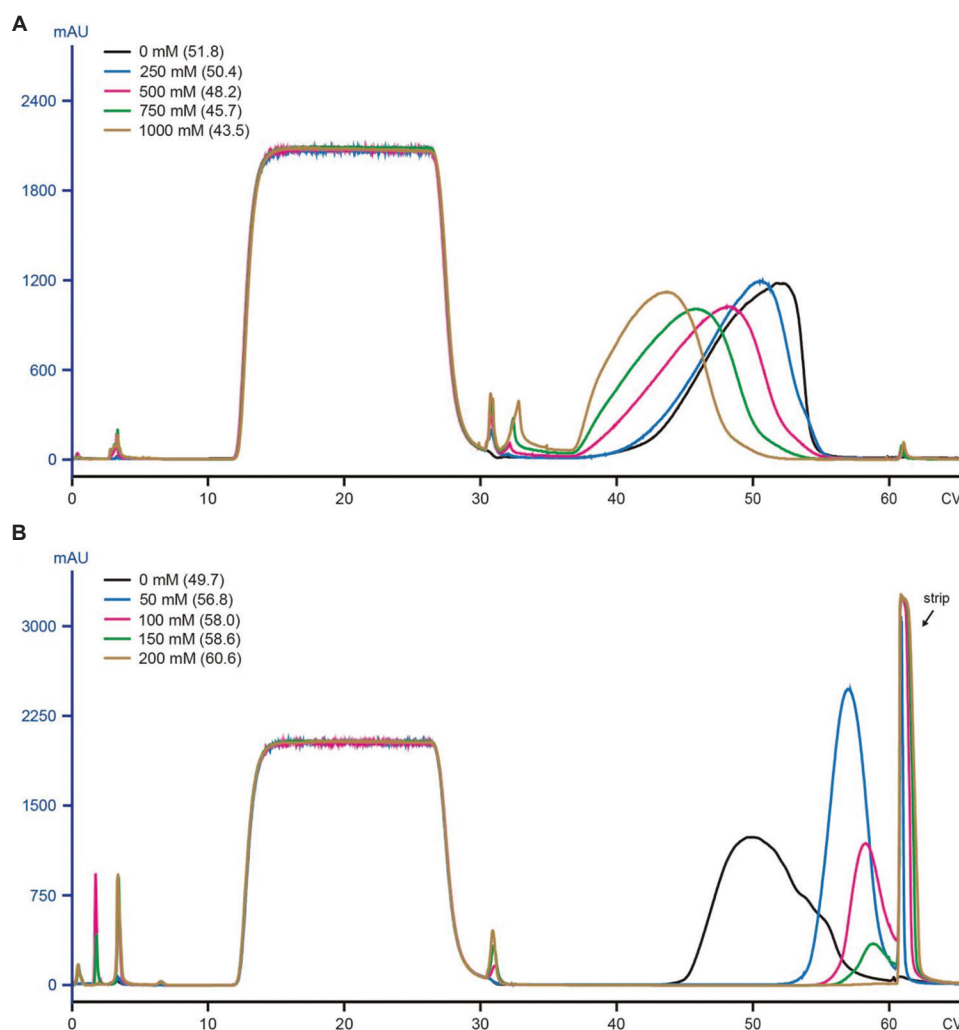 A
mAU
0 mM (51.8)
250 mM (50.4)
500 mM (48.2)
750 mM (45.7)
1000 mM (43.5)
2400
1800
1200
600
0
0 10 20 30 40 50 60 CV
B
mAU
0 mM (49.7)
50 mM (56.8)
100 mM (58.0)
150 mM (58.6)
200 mM (60.6)
strip
3000
2250
1500
750
0
0 10 20 30 40 50 60 CV